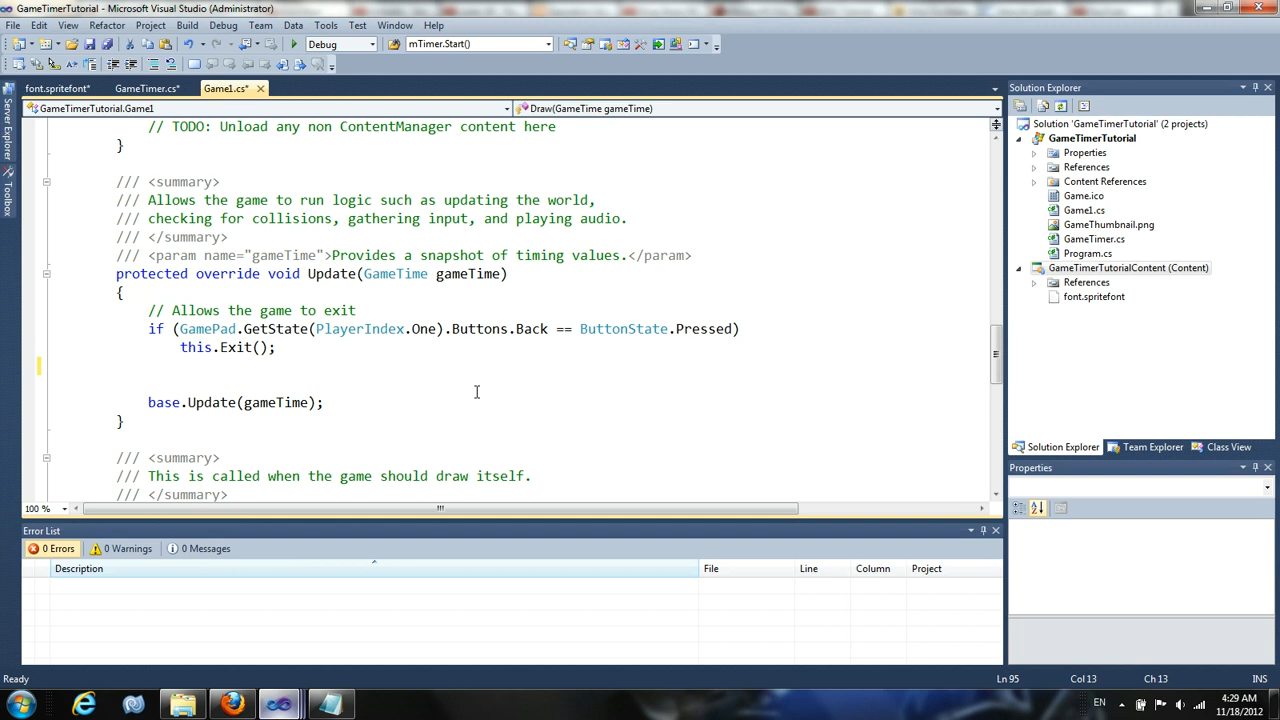 GameTimerTutorial - Microsoft Visual Studio (Administrator)
File Edit View Refactor Project Build Debug Team Data Tools Test Window Help
Debug mTimer.Start()
font.spritefont* GameTimer.cs* Game1.cs*
GameTimerTutorial.Game1 Draw(GameTime gameTime)
// TODO: Unload any non ContentManager content here
}
/// <summary>
/// Allows the game to run logic such as updating the world,
/// checking for collisions, gathering input, and playing audio.
/// </summary>
/// <param name="gameTime">Provides a snapshot of timing values.</param>
protected override void Update(GameTime gameTime)
{
// Allows the game to exit
if (GamePad.GetState(PlayerIndex.One).Buttons.Back == ButtonState.Pressed)
this.Exit();
base.Update(gameTime);
}
/// <summary>
/// This is called when the game should draw itself.
/// </summary>
100 %
Server Explorer
Toolbox
Solution Explorer
Solution 'GameTimerTutorial' (2 projects)
GameTimerTutorial
Properties
References
Content References
Game.ico
Game1.cs
GameThumbnail.png
GameTimer.cs
Program.cs
GameTimerTutorialContent (Content)
References
font.spritefont
Solution Explorer Team Explorer Class View
Properties
Error List
0 Errors 0 Warnings 0 Messages
Description File Line Column Project
Ready Ln 95 Col 13 Ch 13 INS
EN 4:29 AM
11/18/2012